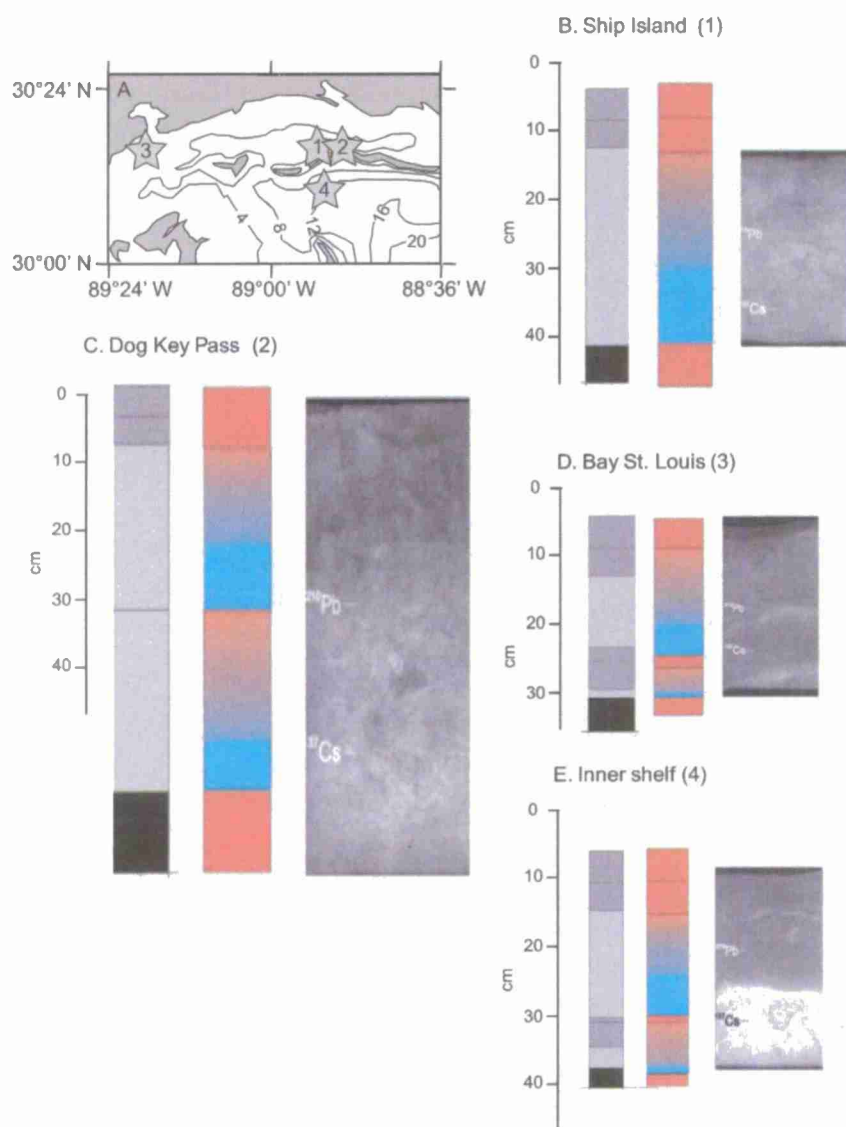 B. Ship Island (1)
A
30°24' N
30°00' N
89°24' W
89°00' W
88°36' W
1
2
3
4
4
8
12
16
20
0
10
20
30
40
cm
C. Dog Key Pass (2)
0
10
20
30
40
cm
²¹⁰Pb
Cs
D. Bay St. Louis (3)
0
10
20
30
cm
E. Inner shelf (4)
0
10
20
30
40
cm
Cs